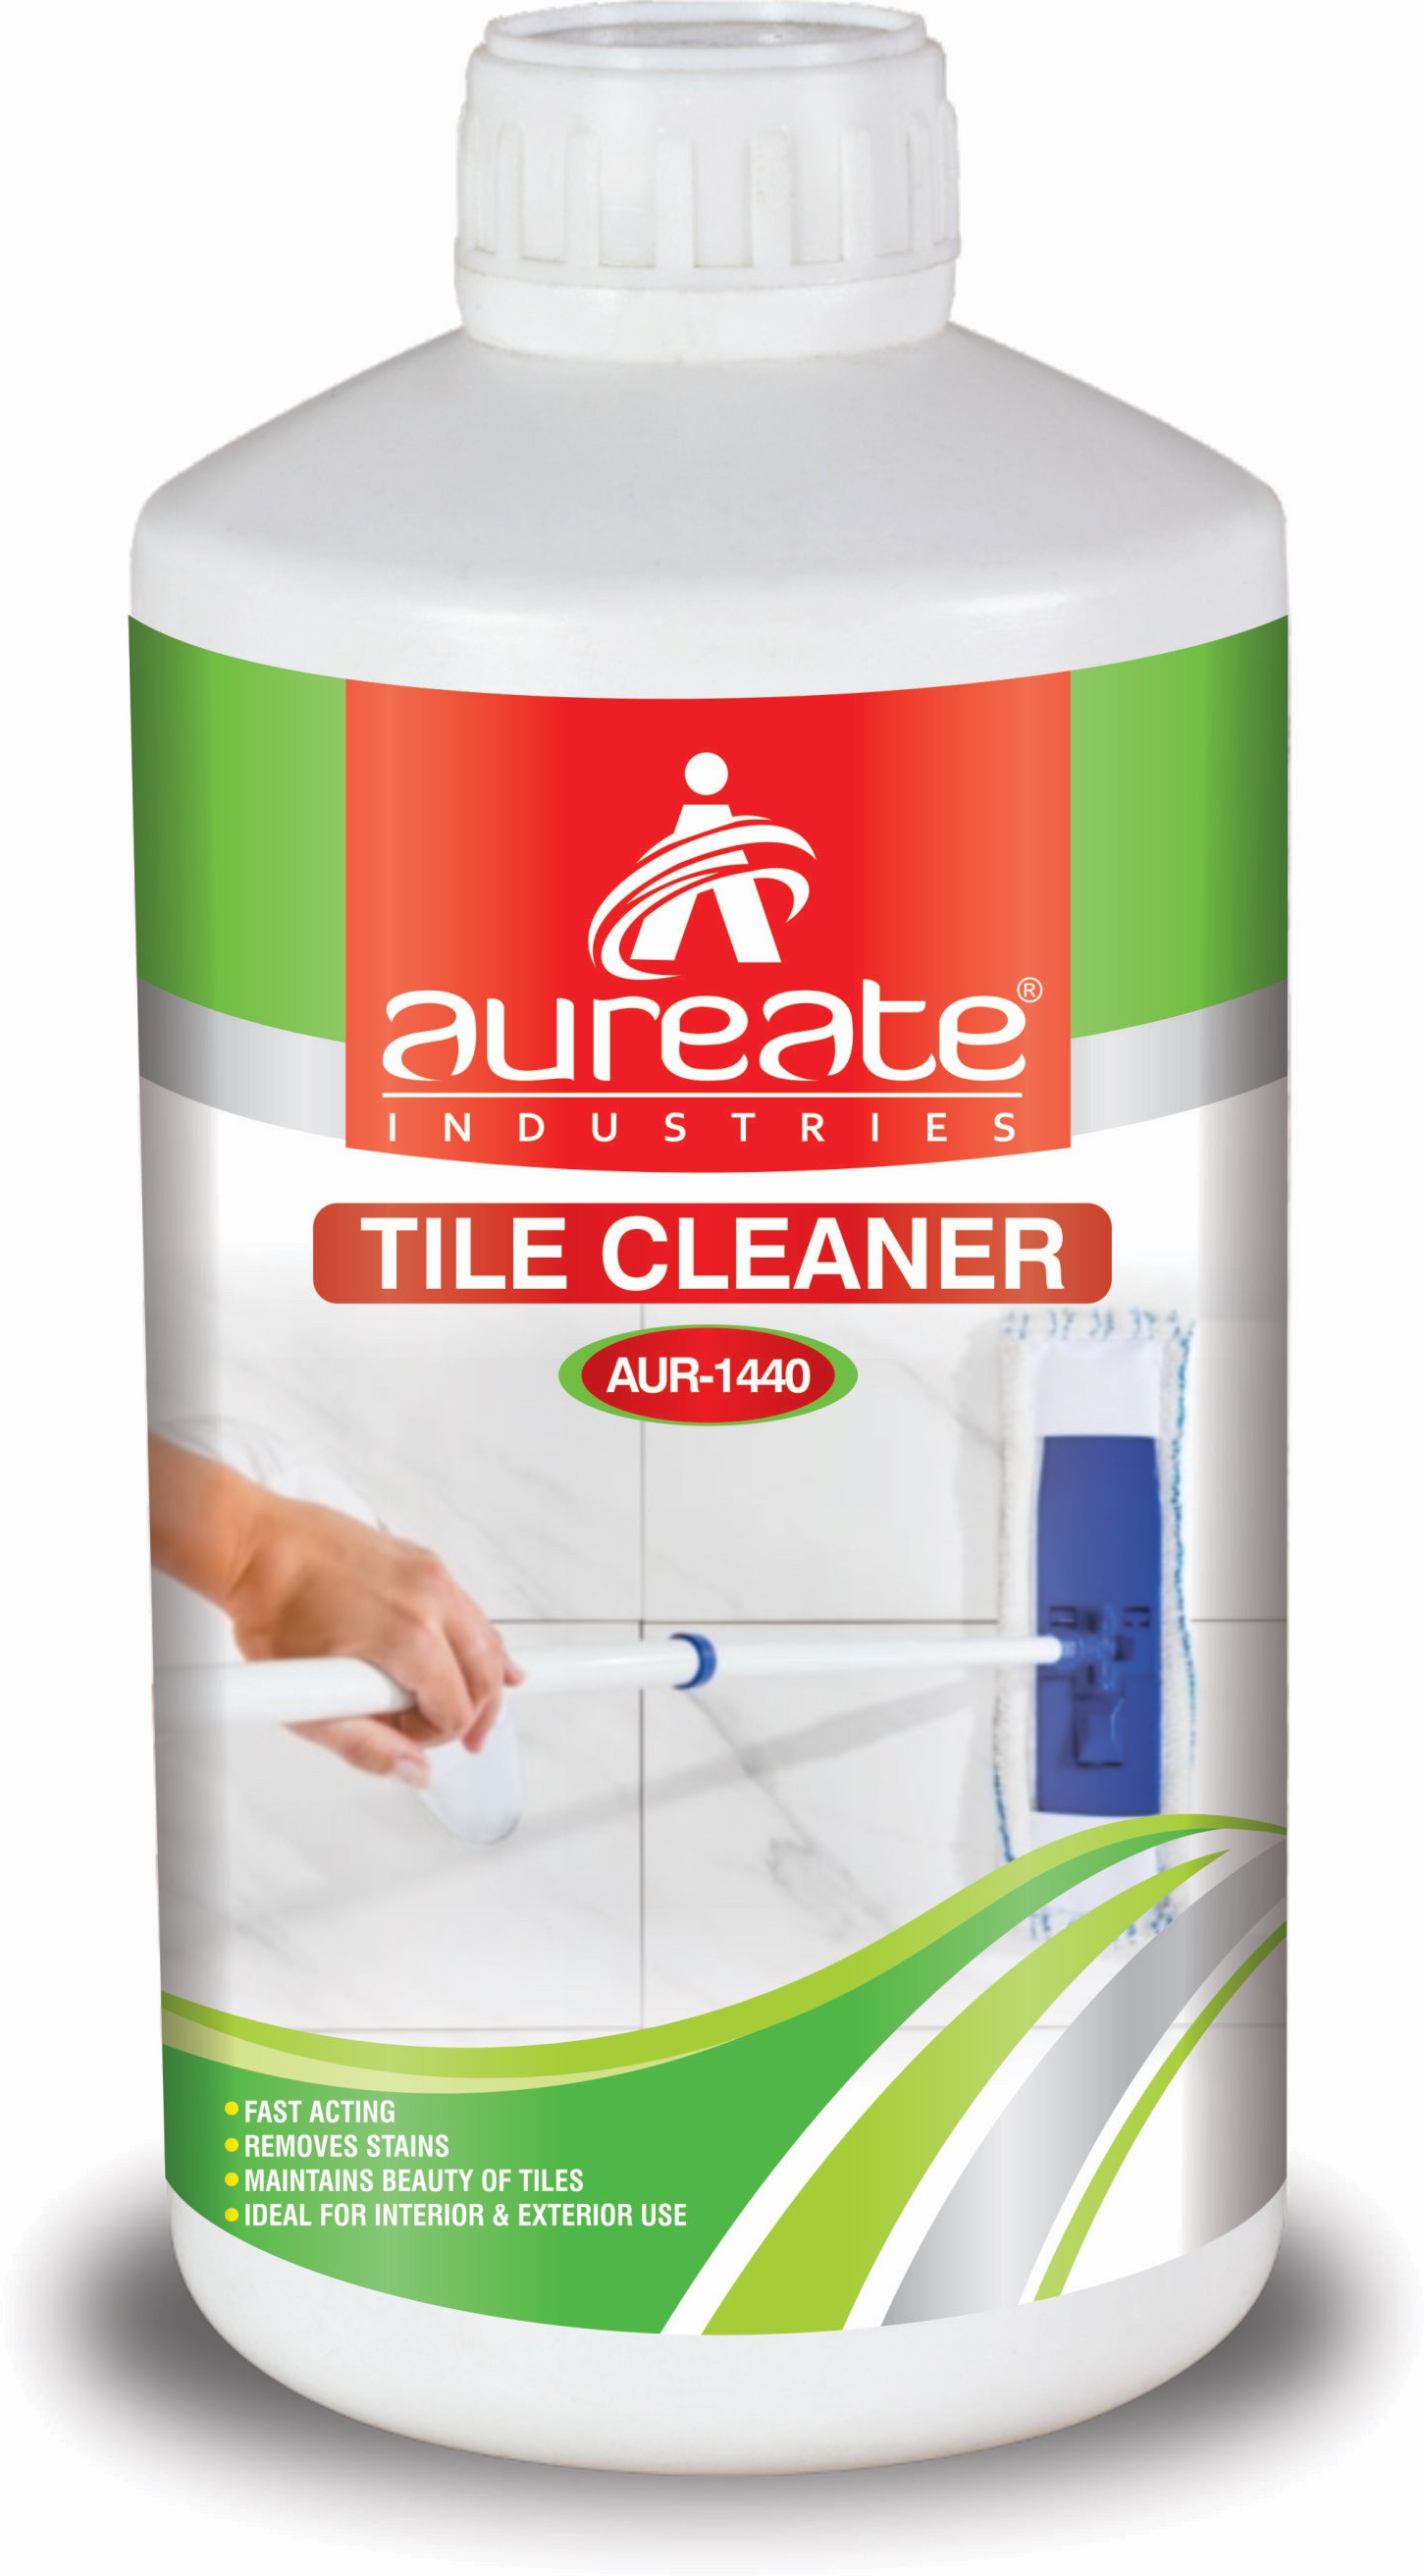 aureate®
INDUSTRIES
TILE CLEANER
AUR-1440
FAST ACTING
REMOVES STAINS
MAINTAINS BEAUTY OF TILES
IDEAL FOR INTERIOR & EXTERIOR USE